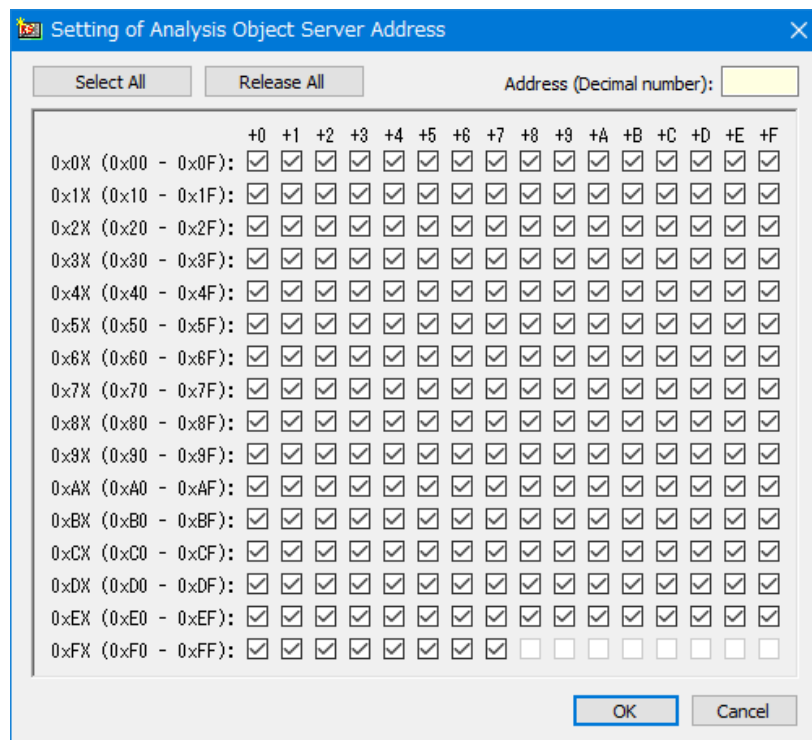 Setting of Analysis Object Server Address
Select All Release All Address (Decimal number):
+0 +1 +2 +3 +4 +5 +6 +7 +8 +9 +A +B +C +D +E +F
0x0X (0x00 - 0x0F):
0x1X (0x10 - 0x1F):
0x2X (0x20 - 0x2F):
0x3X (0x30 - 0x3F):
0x4X (0x40 - 0x4F):
0x5X (0x50 - 0x5F):
0x6X (0x60 - 0x6F):
0x7X (0x70 - 0x7F):
0x8X (0x80 - 0x8F):
0x9X (0x90 - 0x9F):
0xAX (0xA0 - 0xAF):
0xBX (0xB0 - 0xBF):
0xCX (0xC0 - 0xCF):
0xDX (0xD0 - 0xDF):
0xEX (0xE0 - 0xEF):
0xFX (0xF0 - 0xFF):
OK Cancel